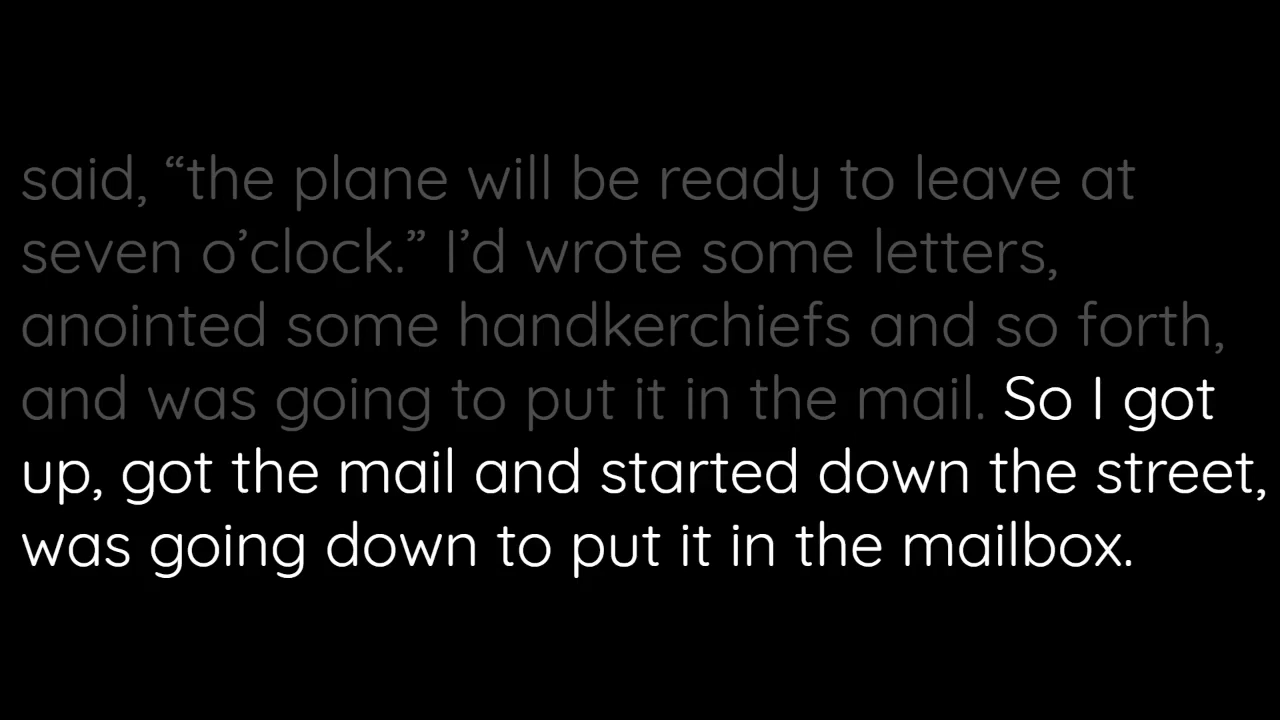 said, “the plane will be ready to leave at
seven o’clock.” I’d wrote some letters,
anointed some handkerchiefs and so forth,
and was going to put it in the mail. So I got
up, got the mail and started down the street,
was going down to put it in the mailbox.